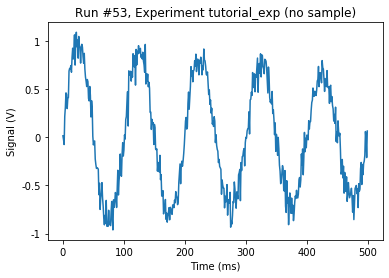 Run #53, Experiment tutorial_exp (no sample)
Signal (V)
1
0.5
0
-0.5
-1
0 100 200 300 400 500
Time (ms)